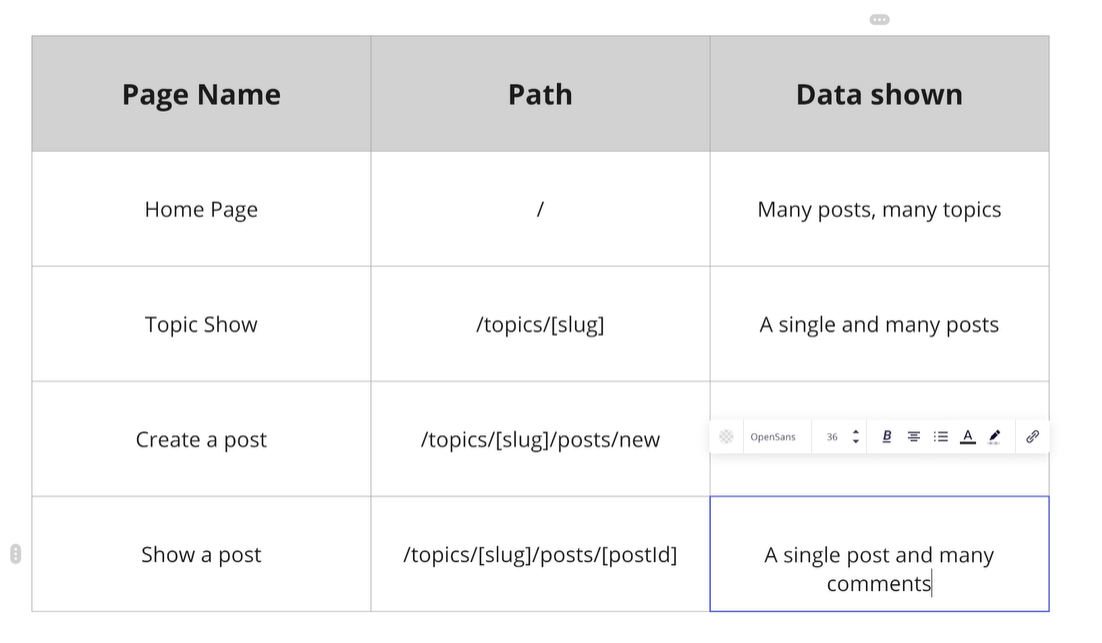 Page Name
Path
Data shown
Home Page
/
Many posts, many topics
Topic Show
/topics/[slug]
A single and many posts
Create a post
/topics/[slug]/posts/new
OpenSans
36
B
A
Show a post
/topics/[slug]/posts/[postId]
A single post and many
comments